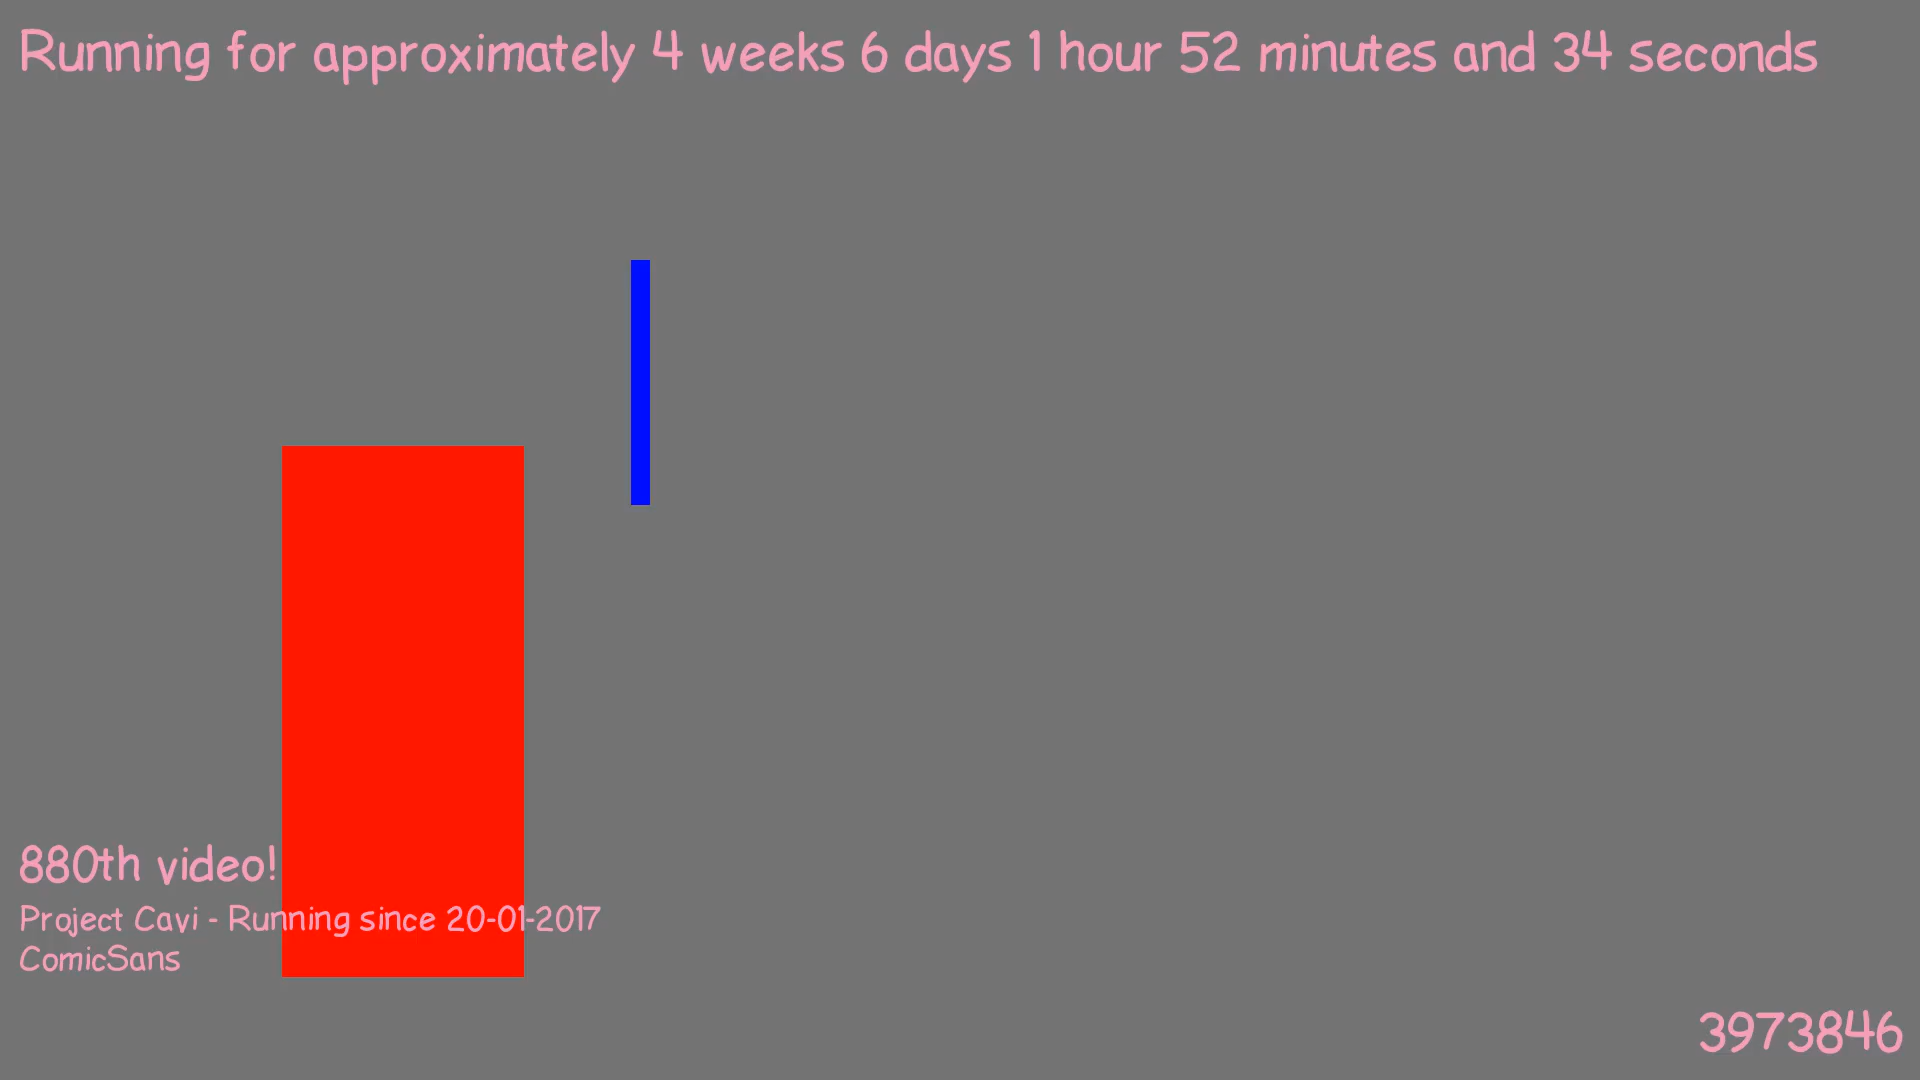 Running for approximately 4 weeks 6 days 1 hour 52 minutes and 34 seconds
880th video!
Project Cavi - Running since 20-01-2017
ComicSans
3973846